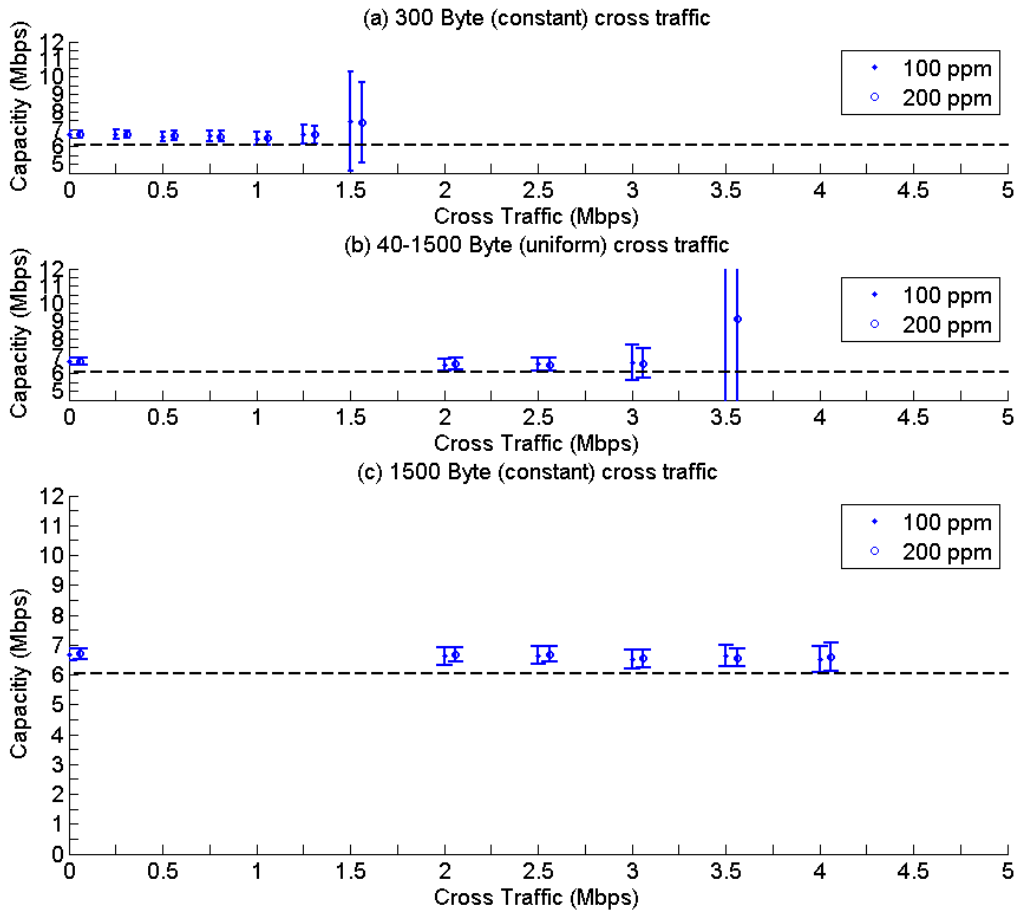 (a) 300 Byte (constant) cross traffic
12
11
10
9
8
7
6
5
Capacitiy (Mbps)
100 ppm
200 ppm
0 0.5 1 1.5 2 2.5 3 3.5 4 4.5 5
Cross Traffic (Mbps)
(b) 40-1500 Byte (uniform) cross traffic
12
11
10
9
8
7
6
5
Capacitiy (Mbps)
100 ppm
200 ppm
0 0.5 1 1.5 2 2.5 3 3.5 4 4.5 5
Cross Traffic (Mbps)
(c) 1500 Byte (constant) cross traffic
12
11
10
9
8
7
6
5
4
3
2
1
0
Capacitiy (Mbps)
100 ppm
200 ppm
0 0.5 1 1.5 2 2.5 3 3.5 4 4.5 5
Cross Traffic (Mbps)